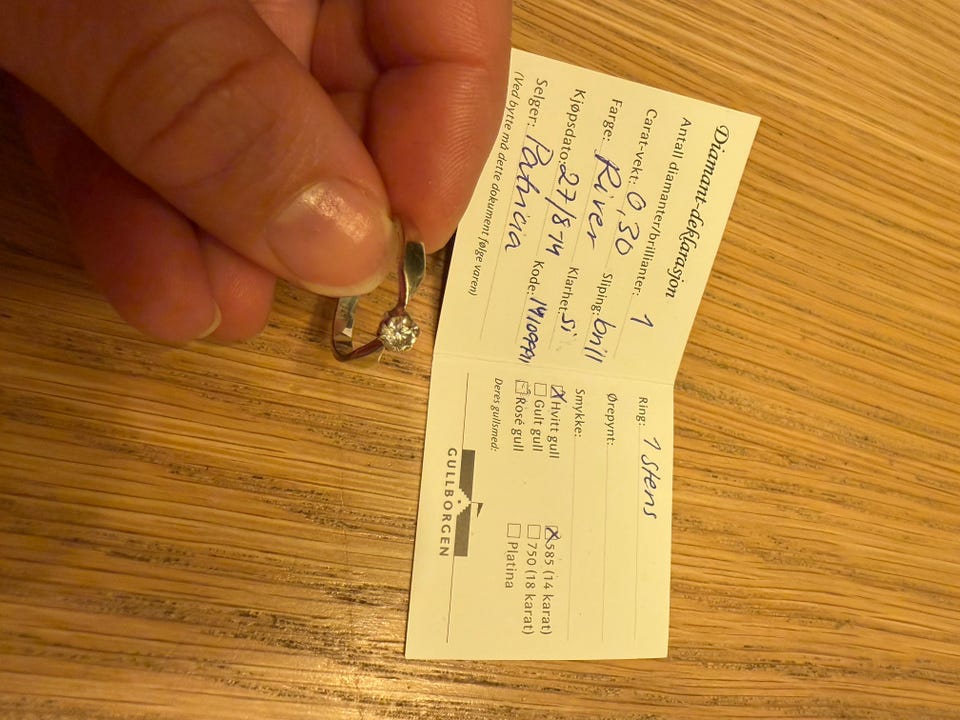 Diamant-deklarasjon
Antall diamanter/brillianter: 1
Carat-vekt: 0,30 Sliping: brill
Farge: River Klarhet: Si
Kjøpsdato: 27/8-14 Kode:
Selger: Patricia
(Ved bytte må dette dokument følge varen)
Ring: 1 stens
Ørepynt:
Smykke:
x Hvitt gull x 585 (14 karat)
Gult gull 750 (18 karat)
Rosé gull Platina
Deres gullsmed:
GULLBORGEN